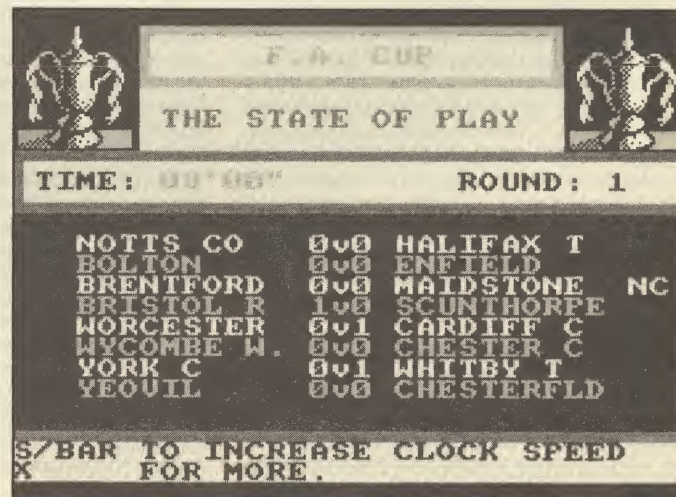 F.A. CUP
THE STATE OF PLAY
TIME: 00'06" ROUND: 1
NOTTS CO 0v0 HALIFAX T
BOLTON 0v0 ENFIELD
BRENTFORD 0v0 MAIDSTONE NC
BRISTOL R 1v0 SCUNTHORPE
WORCESTER 0v1 CARDIFF C
WYCOMBE W. 0v0 CHESTER C
YORK C 0v1 WHITBY T
YEOVIL 0v0 CHESTERFLD
S/BAR TO INCREASE CLOCK SPEED
X FOR MORE.